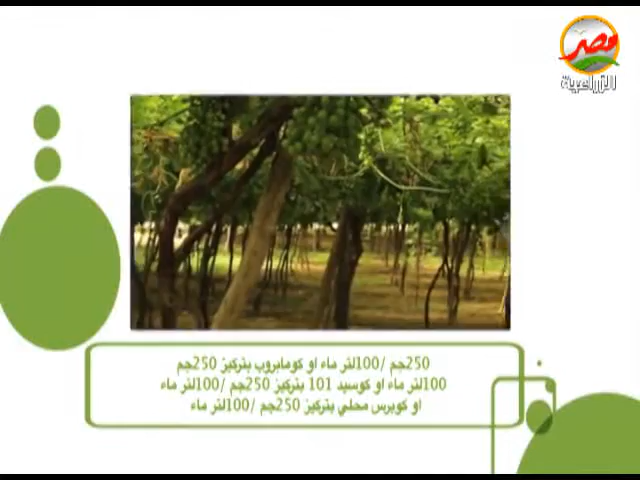 مصر
الزراعية
250جم /100لتر ماء او كومابروب بتركيز 250جم
100لتر ماء او كوسيد 101 بتركيز 250جم /100لتر ماء
او كوبرس محلي بتركيز 250جم /100لتر ماء